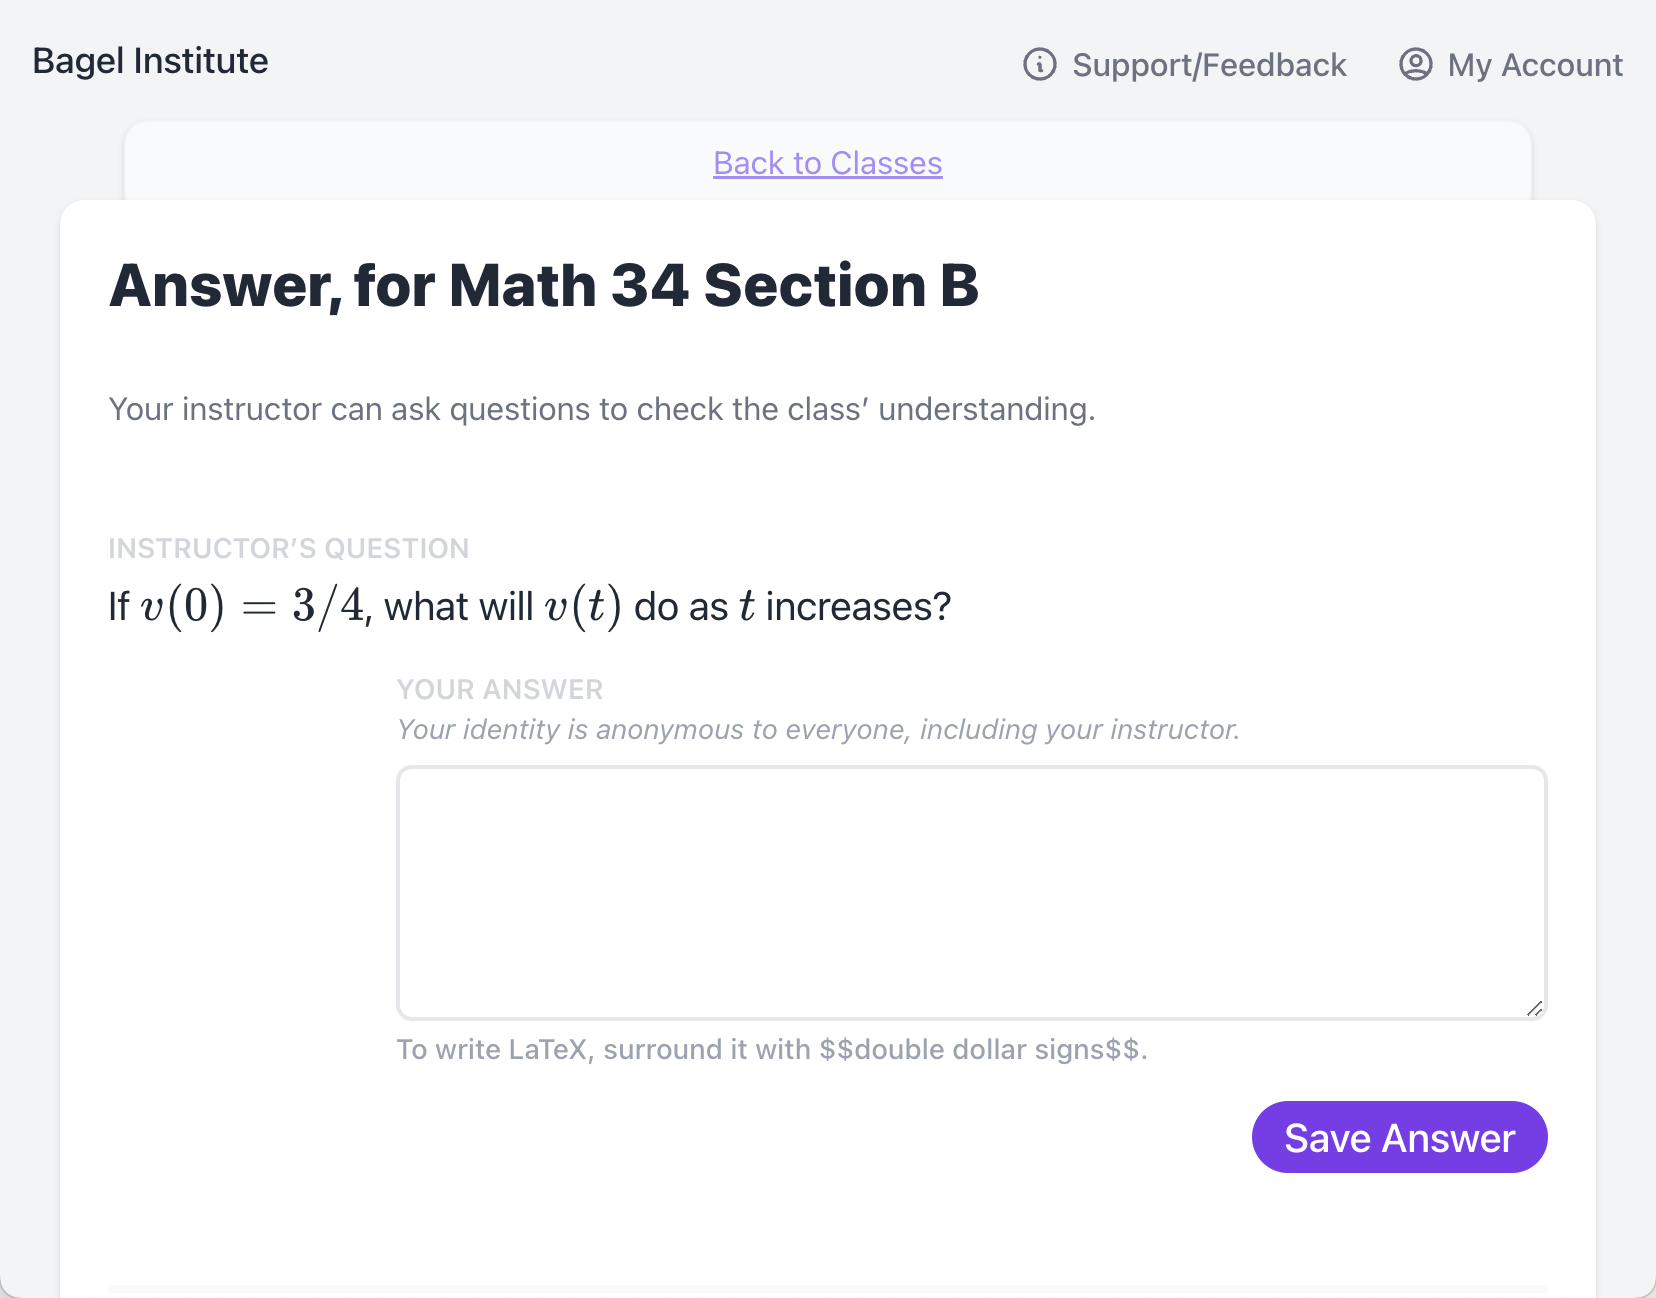 Bagel Institute
Support/Feedback
My Account
Back to Classes
Answer, for Math 34 Section B
Your instructor can ask questions to check the class’ understanding.
INSTRUCTOR’S QUESTION
If v(0) = 3/4, what will v(t) do as t increases?
YOUR ANSWER
Your identity is anonymous to everyone, including your instructor.
To write LaTeX, surround it with $$double dollar signs$$.
Save Answer